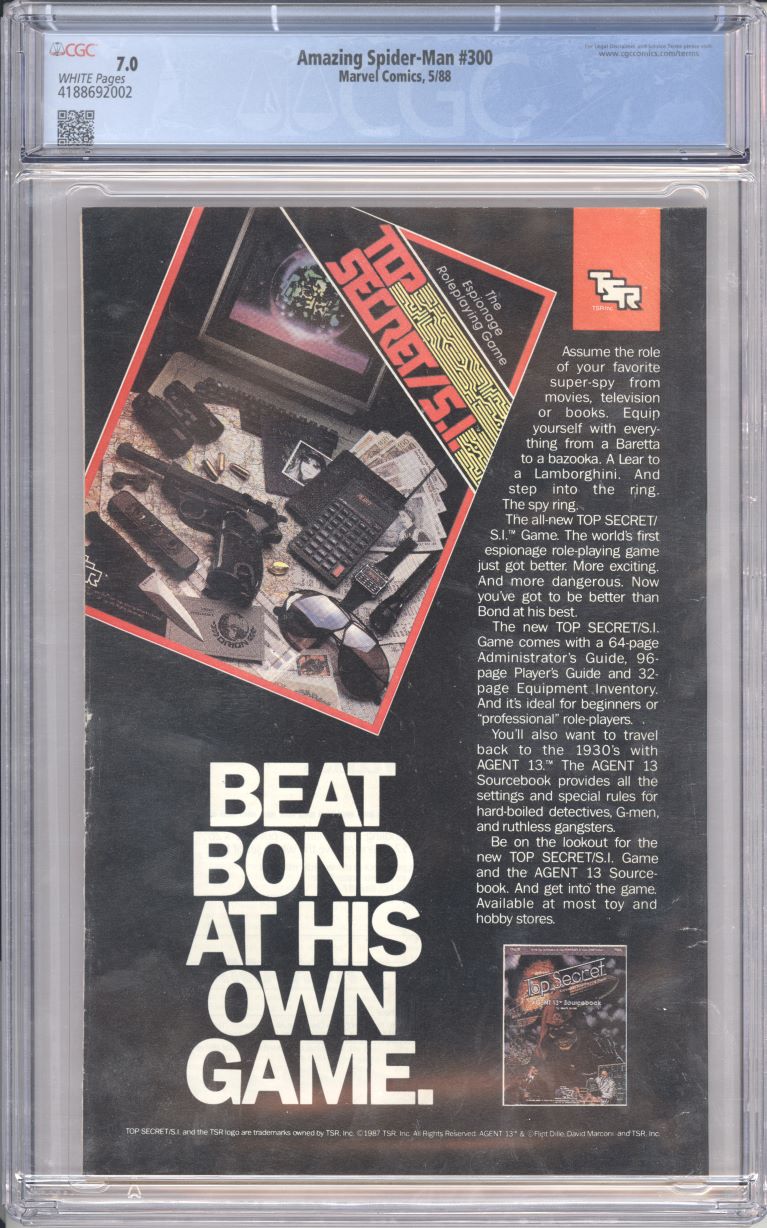 CGC
7.0
WHITE Pages
4188692002
Amazing Spider-Man #300
Marvel Comics, 5/88
For Legal Disclaimer and Service Terms please visit:
www.cgccomics.com/terms
CGC
TOP
SECRET/S.I.
The
Espionage
Roleplaying Game
TSR
TSR, Inc.
ORION
Assume the role
of your favorite
super-spy from
movies, television
or books. Equip
yourself with every-
thing from a Baretta
to a bazooka. A Lear to
a Lamborghini. And
step into the ring.
The spy ring.
The all-new TOP SECRET/
S.I.™ Game. The world's first
espionage role-playing game
just got better. More exciting.
And more dangerous. Now
you've got to be better than
Bond at his best.
The new TOP SECRET/S.I.
Game comes with a 64-page
Administrator's Guide, 96-
page Player's Guide and 32-
page Equipment Inventory.
And it's ideal for beginners or
"professional" role-players.
You'll also want to travel
back to the 1930's with
AGENT 13.™ The AGENT 13
Sourcebook provides all the
settings and special rules for
hard-boiled detectives, G-men,
and ruthless gangsters.
Be on the lookout for the
new TOP SECRET/S.I. Game
and the AGENT 13 Source-
book. And get into the game.
Available at most toy and
hobby stores.
BEAT
BOND
AT HIS
OWN
GAME.
Top Secret
AGENT 13™ Sourcebook
TOP SECRET/S.I. and the TSR logo are trademarks owned by TSR, Inc. ©1987 TSR, Inc. All Rights Reserved. AGENT 13™ & ©Flint Dille, David Marconi and TSR, Inc.